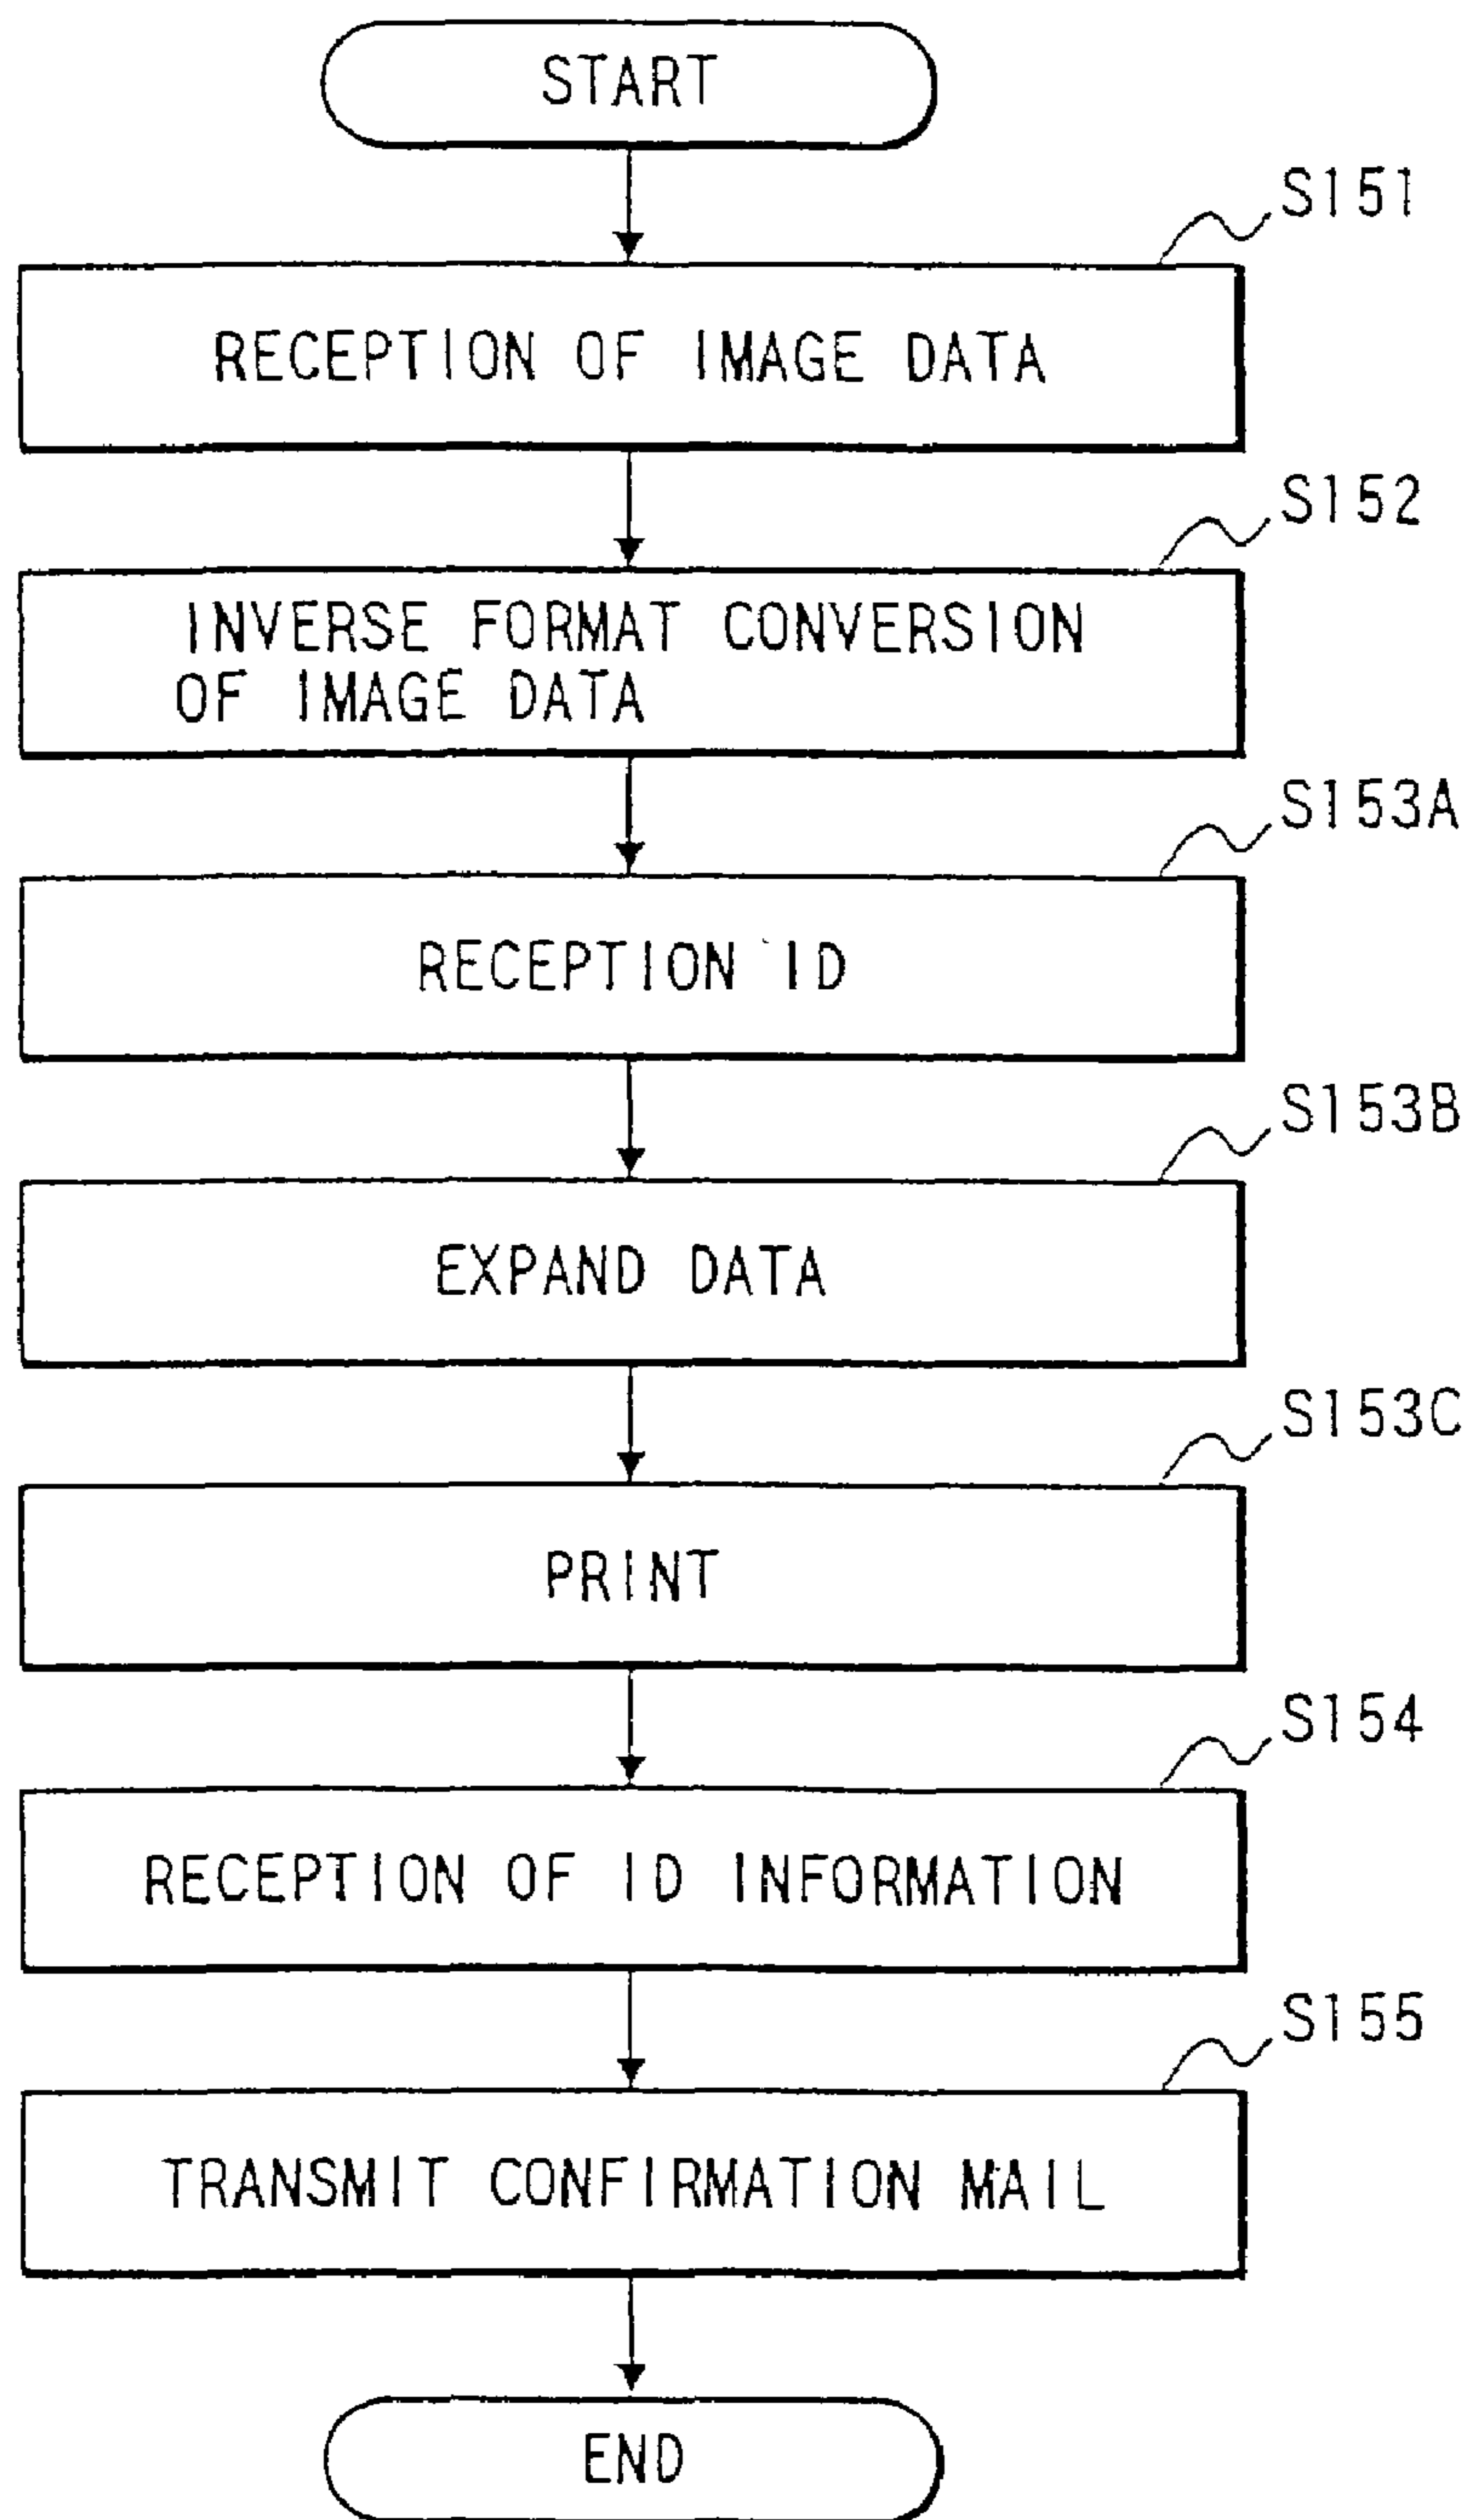 START
S151
RECEPTION OF IMAGE DATA
S152
INVERSE FORMAT CONVERSION
OF IMAGE DATA
S153A
RECEPTION ID
S153B
EXPAND DATA
S153C
PRINT
S154
RECEPTION OF ID INFORMATION
S155
TRANSMIT CONFIRMATION MAIL
END